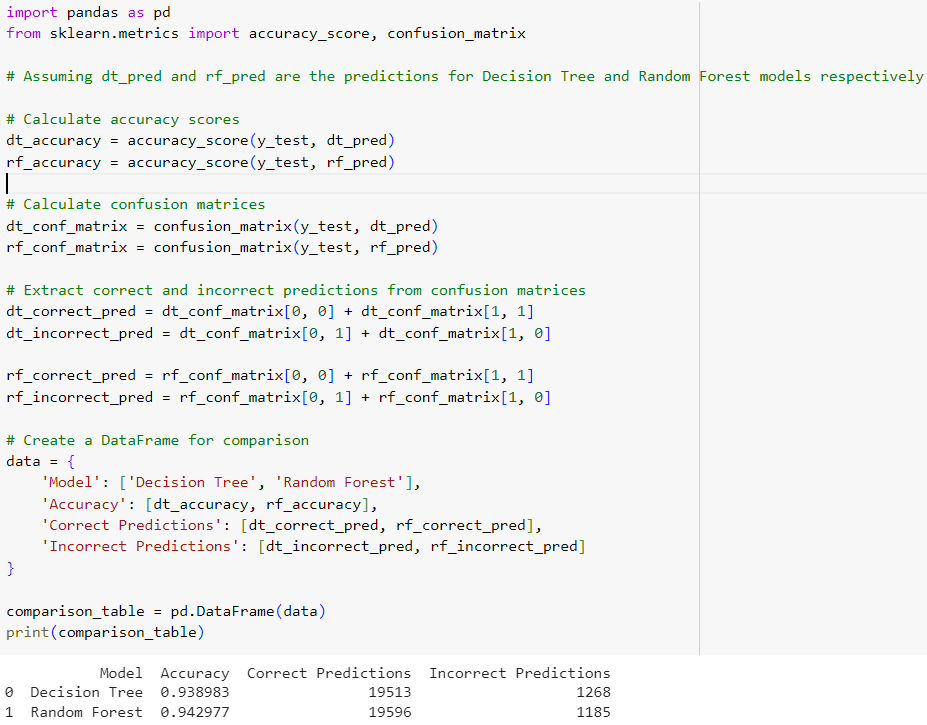 import pandas as pd
from sklearn.metrics import accuracy_score, confusion_matrix
# Assuming dt_pred and rf_pred are the predictions for Decision Tree and Random Forest models respectively
# Calculate accuracy scores
dt_accuracy = accuracy_score(y_test, dt_pred)
rf_accuracy = accuracy_score(y_test, rf_pred)
# Calculate confusion matrices
dt_conf_matrix = confusion_matrix(y_test, dt_pred)
rf_conf_matrix = confusion_matrix(y_test, rf_pred)
# Extract correct and incorrect predictions from confusion matrices
dt_correct_pred = dt_conf_matrix[0, 0] + dt_conf_matrix[1, 1]
dt_incorrect_pred = dt_conf_matrix[0, 1] + dt_conf_matrix[1, 0]
rf_correct_pred = rf_conf_matrix[0, 0] + rf_conf_matrix[1, 1]
rf_incorrect_pred = rf_conf_matrix[0, 1] + rf_conf_matrix[1, 0]
# Create a DataFrame for comparison
data = {
    'Model': ['Decision Tree', 'Random Forest'],
    'Accuracy': [dt_accuracy, rf_accuracy],
    'Correct Predictions': [dt_correct_pred, rf_correct_pred],
    'Incorrect Predictions': [dt_incorrect_pred, rf_incorrect_pred]
}
comparison_table = pd.DataFrame(data)
print(comparison_table)
           Model  Accuracy  Correct Predictions  Incorrect Predictions
0  Decision Tree  0.938983                19513                   1268
1  Random Forest  0.942977                19596                   1185